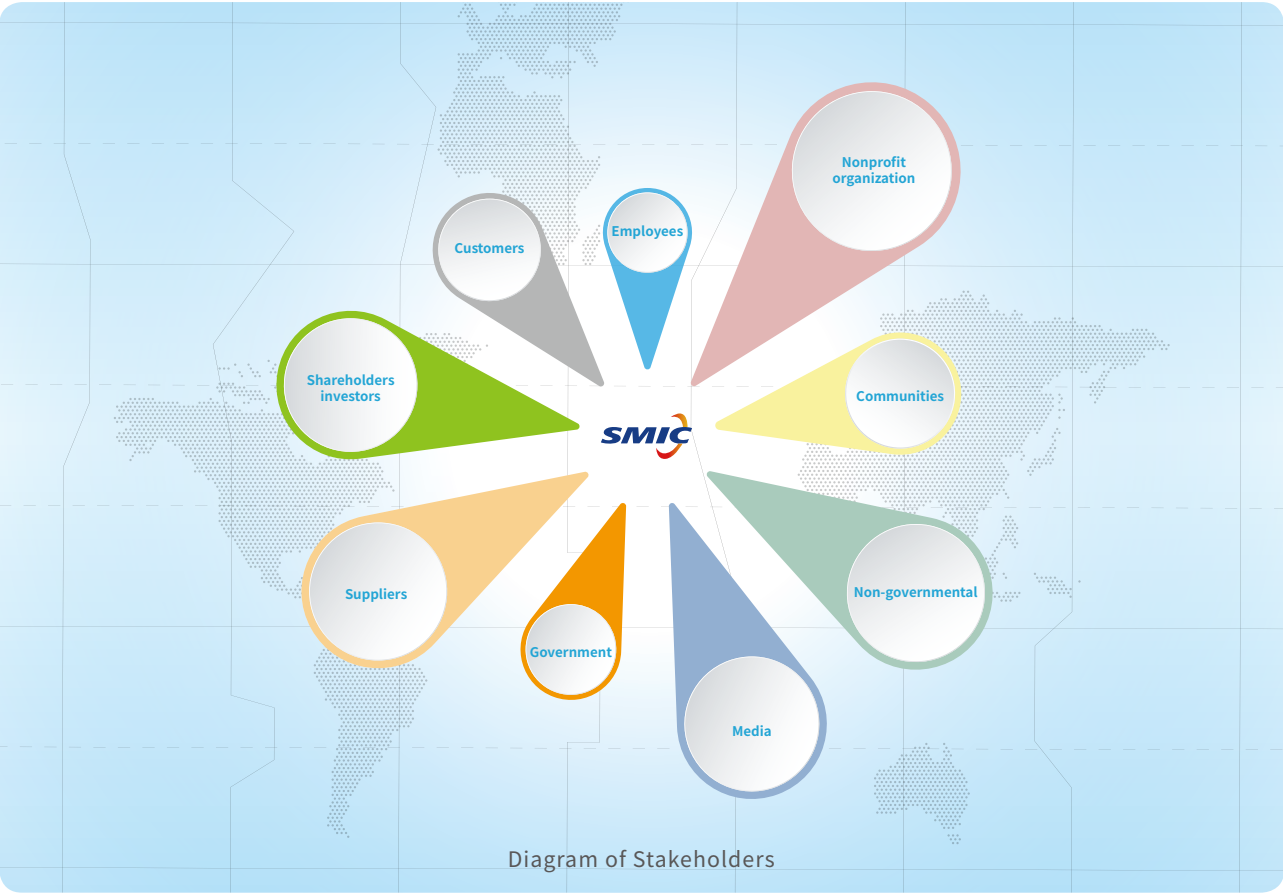 Nonprofit
organization
Employees
Customers
Shareholders
investors
Communities
SMIC
Suppliers
Non-governmental
Government
Media
Diagram of Stakeholders